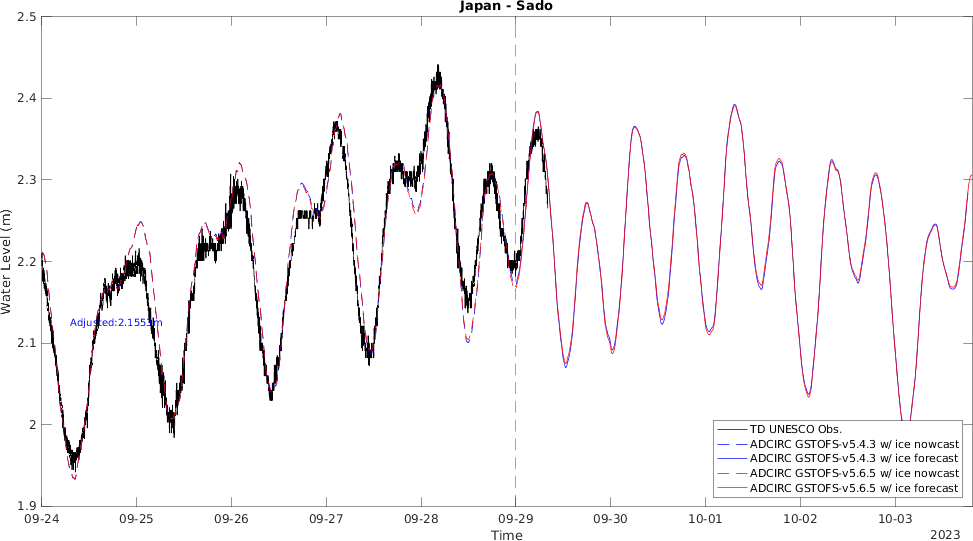 Japan - Sado
2.5
2.4
2.3
2.2
2.1
2
1.9
Water Level (m)
Adjusted:2.1553m
TD UNESCO Obs.
ADCIRC GSTOFS-v5.4.3 w/ ice nowcast
ADCIRC GSTOFS-v5.4.3 w/ ice forecast
ADCIRC GSTOFS-v5.6.5 w/ ice nowcast
ADCIRC GSTOFS-v5.6.5 w/ ice forecast
09-24 09-25 09-26 09-27 09-28 09-29 09-30 10-01 10-02 10-03
Time
2023